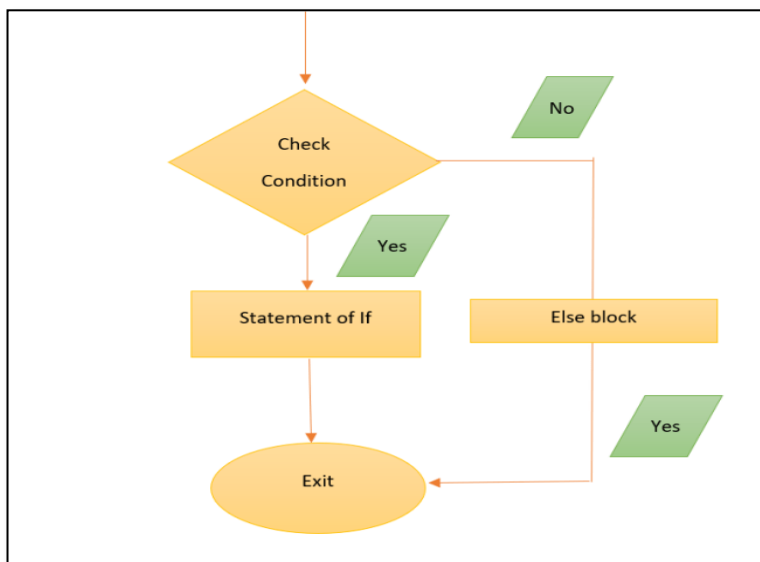 No
Check
Condition
Yes
Statement of If
Else block
Yes
Exit